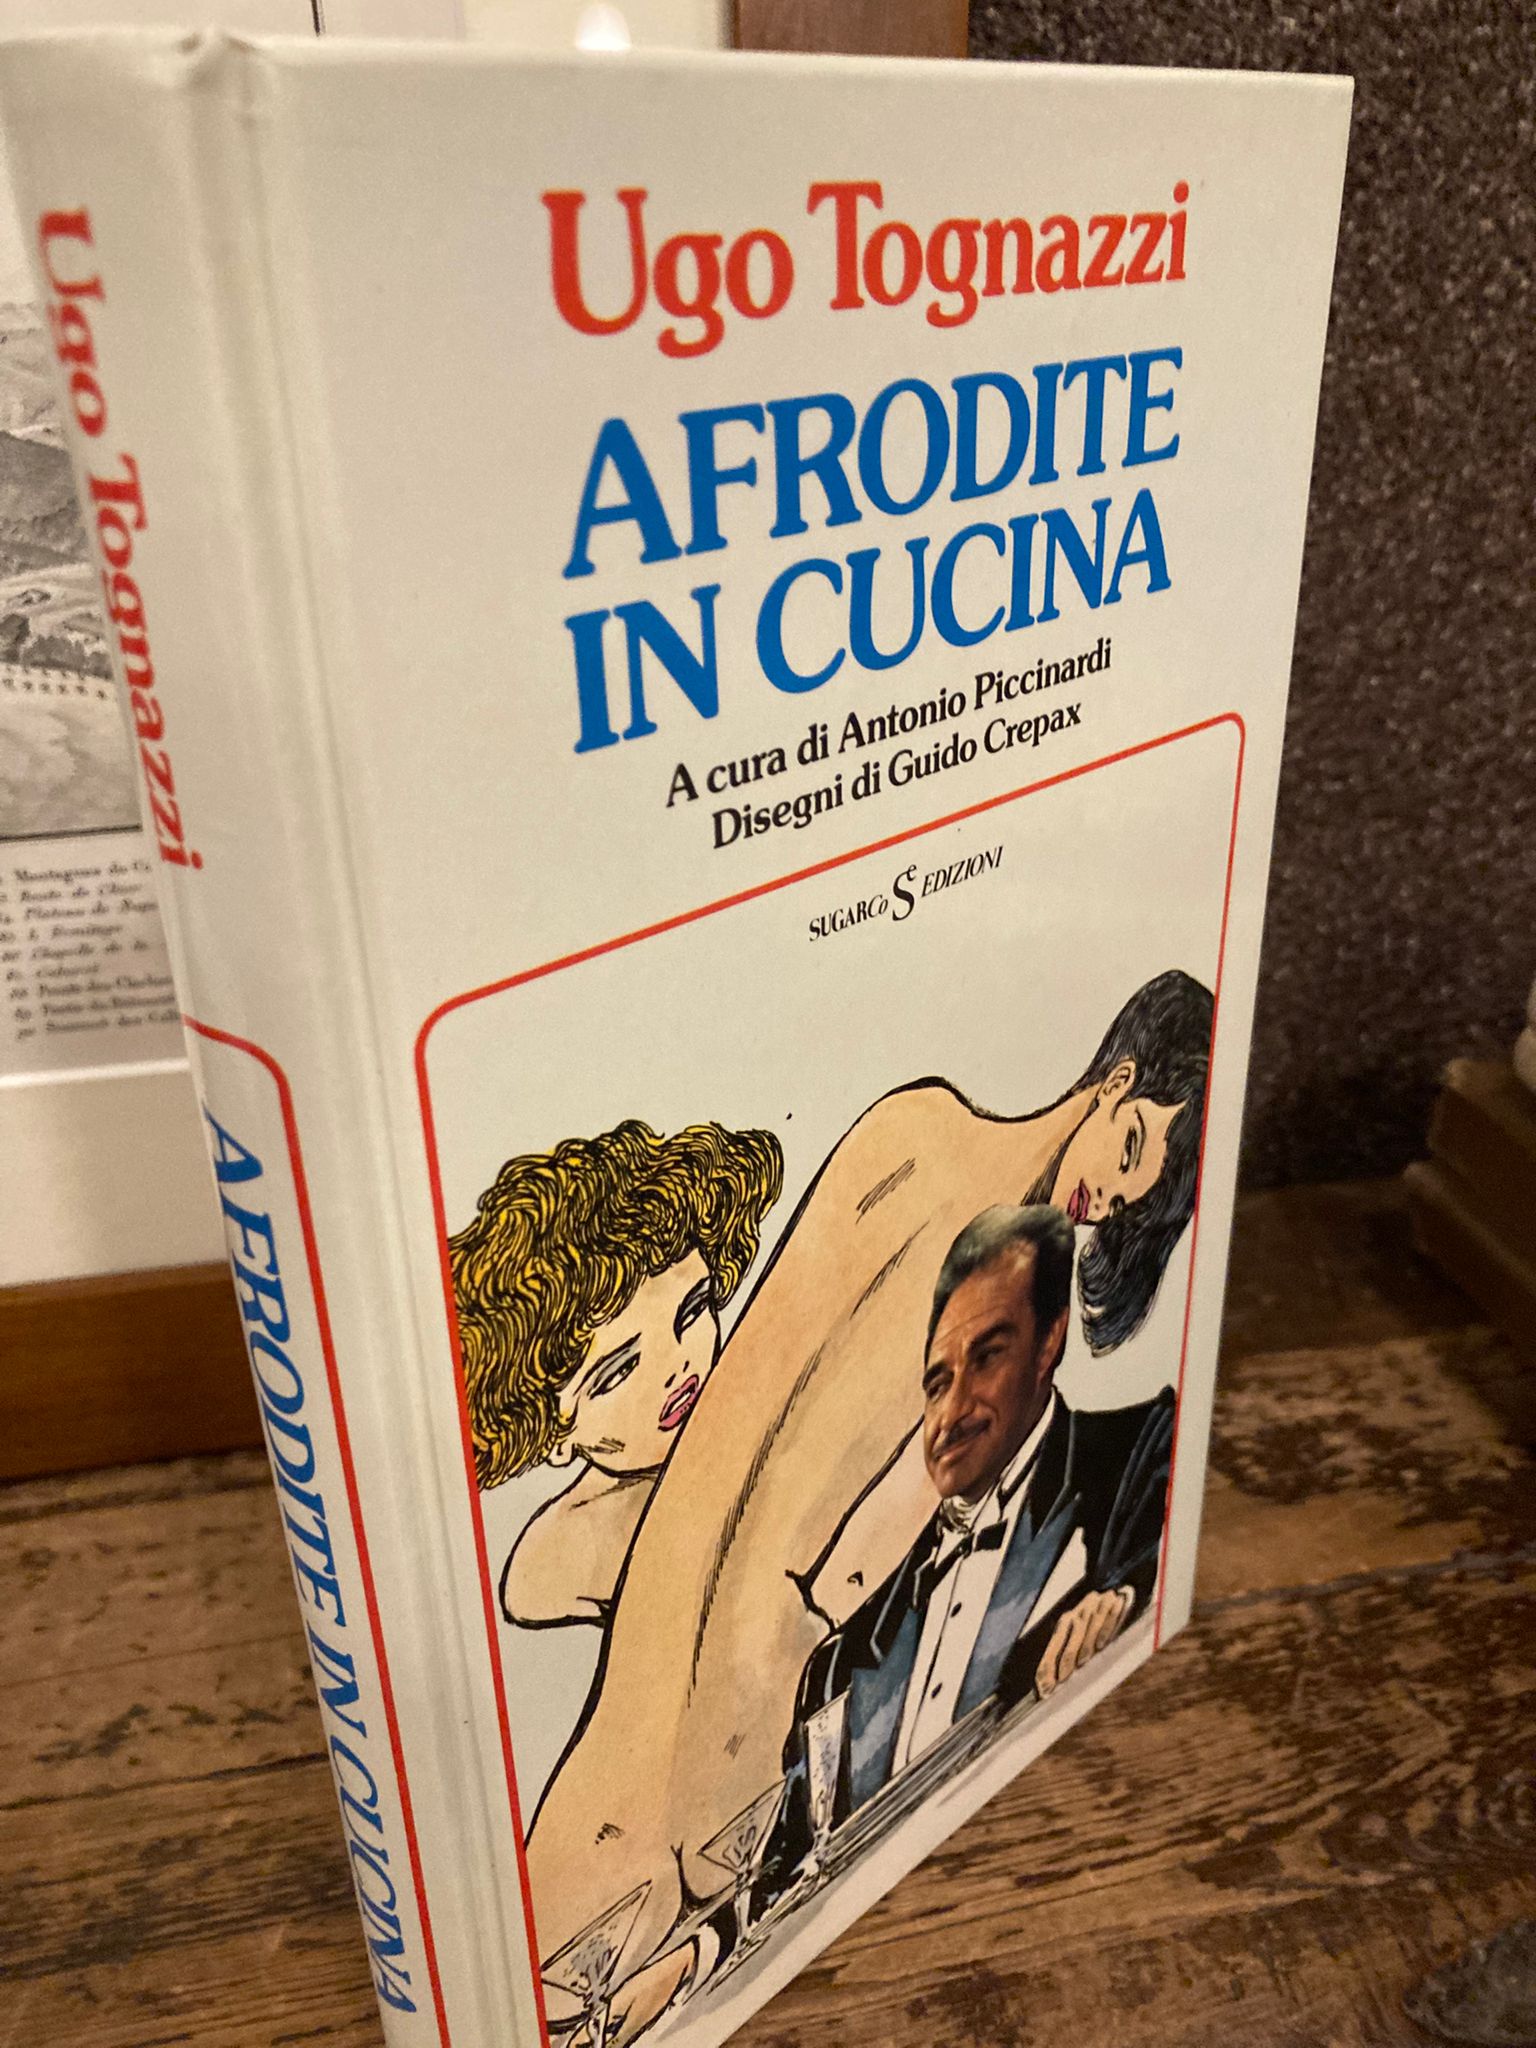 Ugo Tognazzi
AFRODITE
IN CUCINA
A cura di Antonio Piccinardi
Disegni di Guido Crepax
SUGARCo Se EDIZIONI
Ugo Tognazzi
AFRODITE IN CUCINA